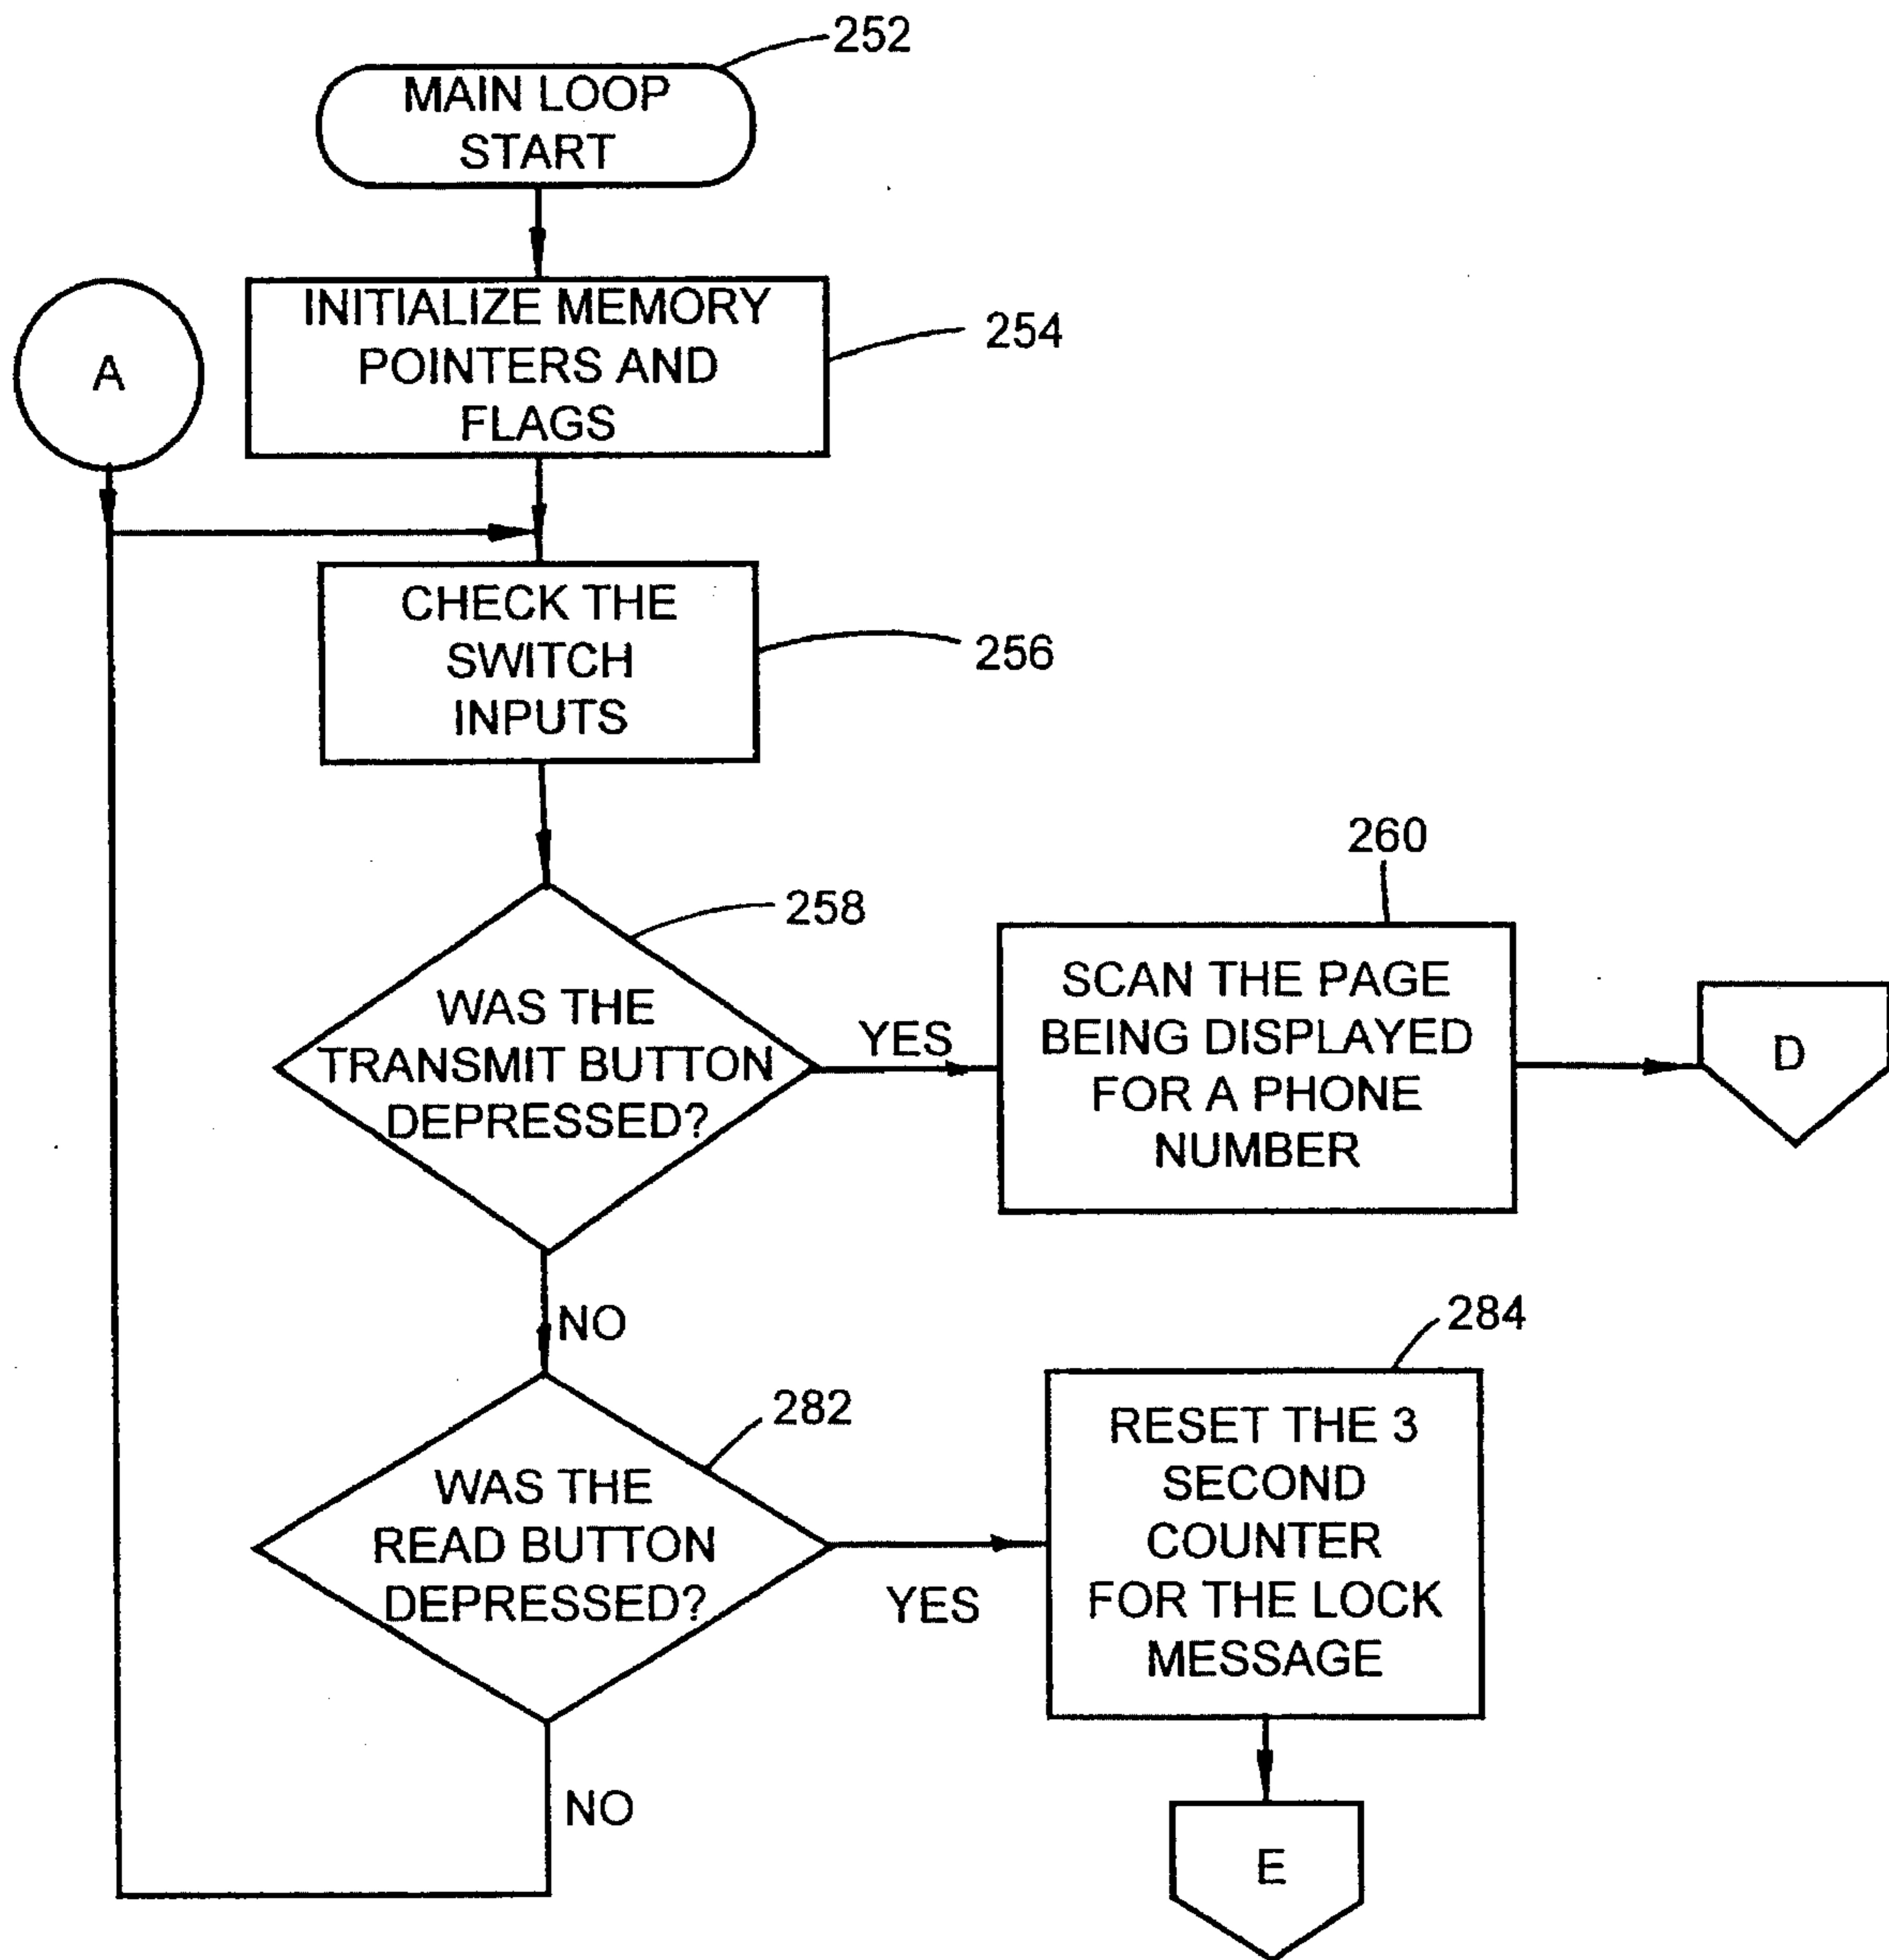 252
MAIN LOOP
START
INITIALIZE MEMORY
POINTERS AND
FLAGS
254
A
CHECK THE
SWITCH
INPUTS
256
258
WAS THE
TRANSMIT BUTTON
DEPRESSED?
YES
260
SCAN THE PAGE
BEING DISPLAYED
FOR A PHONE
NUMBER
D
NO
282
WAS THE
READ BUTTON
DEPRESSED?
YES
284
RESET THE 3
SECOND
COUNTER
FOR THE LOCK
MESSAGE
NO
E